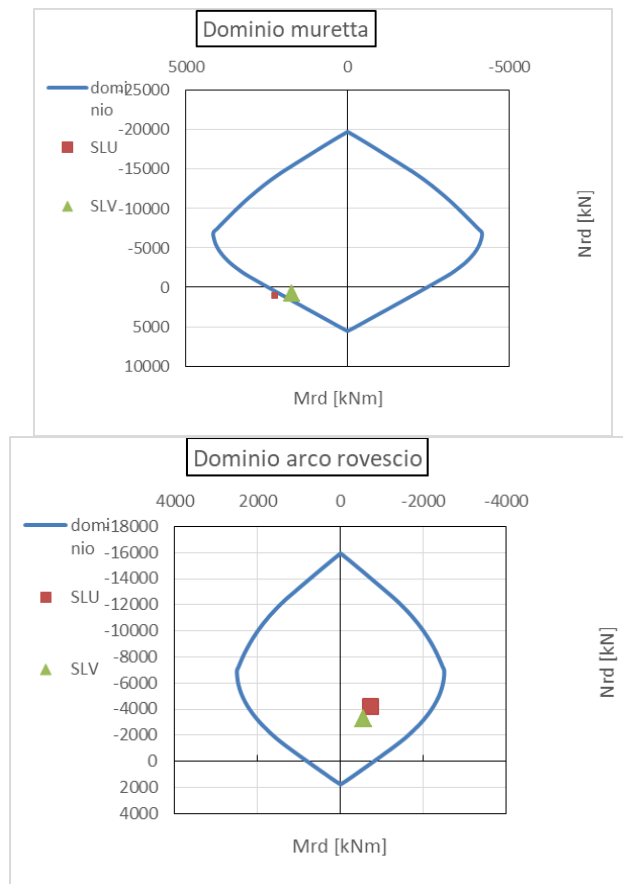 Dominio muretta
5000 0 -5000
-25000
domi
nio
-20000
SLU
-15000
SLV
-10000
-5000
0
5000
10000
Nrd [kN]
Mrd [kNm]
Dominio arco rovescio
4000 2000 0 -2000 -4000
-18000
domi
nio
-16000
-14000
SLU
-12000
-10000
SLV
-8000
-6000
-4000
-2000
0
2000
4000
Nrd [kN]
Mrd [kNm]